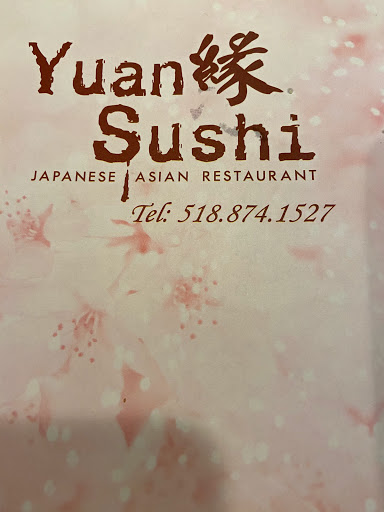 Yuan緣
Sushi
JAPANESE ASIAN RESTAURANT
Tel: 518.874.1527